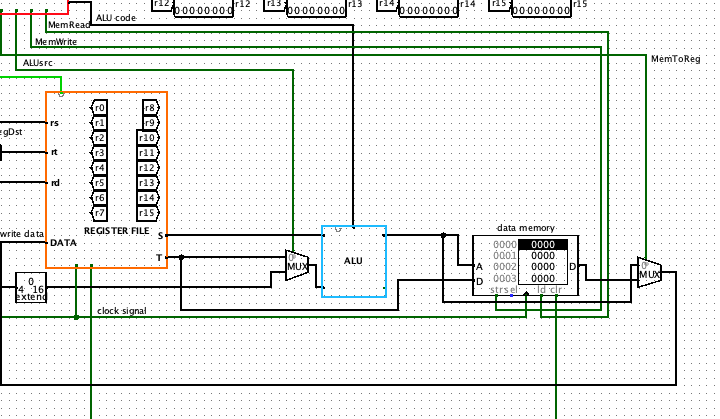 r12 r12 r13 r13 r14 r14 r15 r15
00000000 00000000 00000000 00000000
ALU code
MemRead
MemWrite
MemToReg
ALUsrc
r0 r8
rs r1 r9
egDst r2 r10
rt r3 r11
r4 r12
rd r5 r13
r6 r14
r7 r15
REGISTER FILE
write data
DATA
S
T
0
MUX
ALU
data memory
0000 0000
0001 0000
0002 0000
0003 0000
A
D
D
str sel ld clr
0
MUX
0
4 16
extend
clock signal